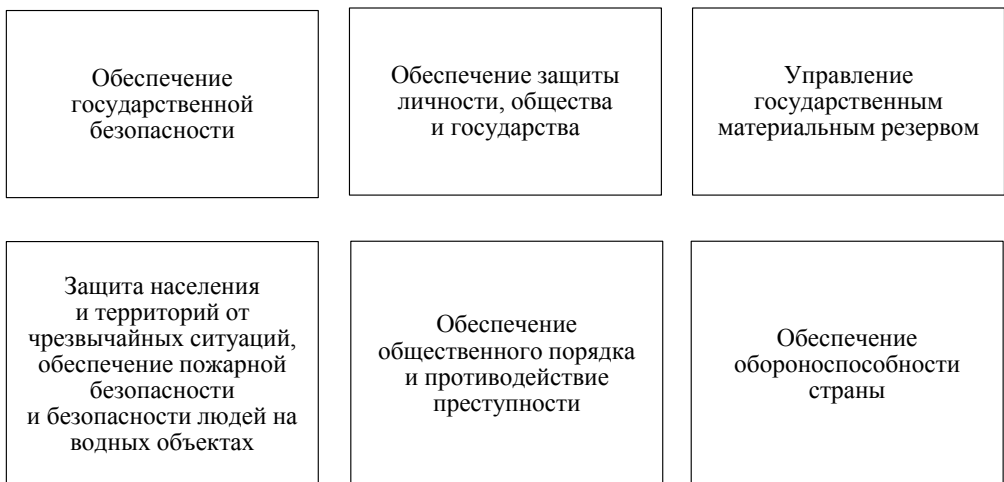 Обеспечение
государственной
безопасности
Обеспечение защиты
личности, общества
и государства
Управление
государственным
материальным резервом
Защита населения
и территорий от
чрезвычайных ситуаций,
обеспечение пожарной
безопасности
и безопасности людей на
водных объектах
Обеспечение
общественного порядка
и противодействие
преступности
Обеспечение
обороноспособности
страны